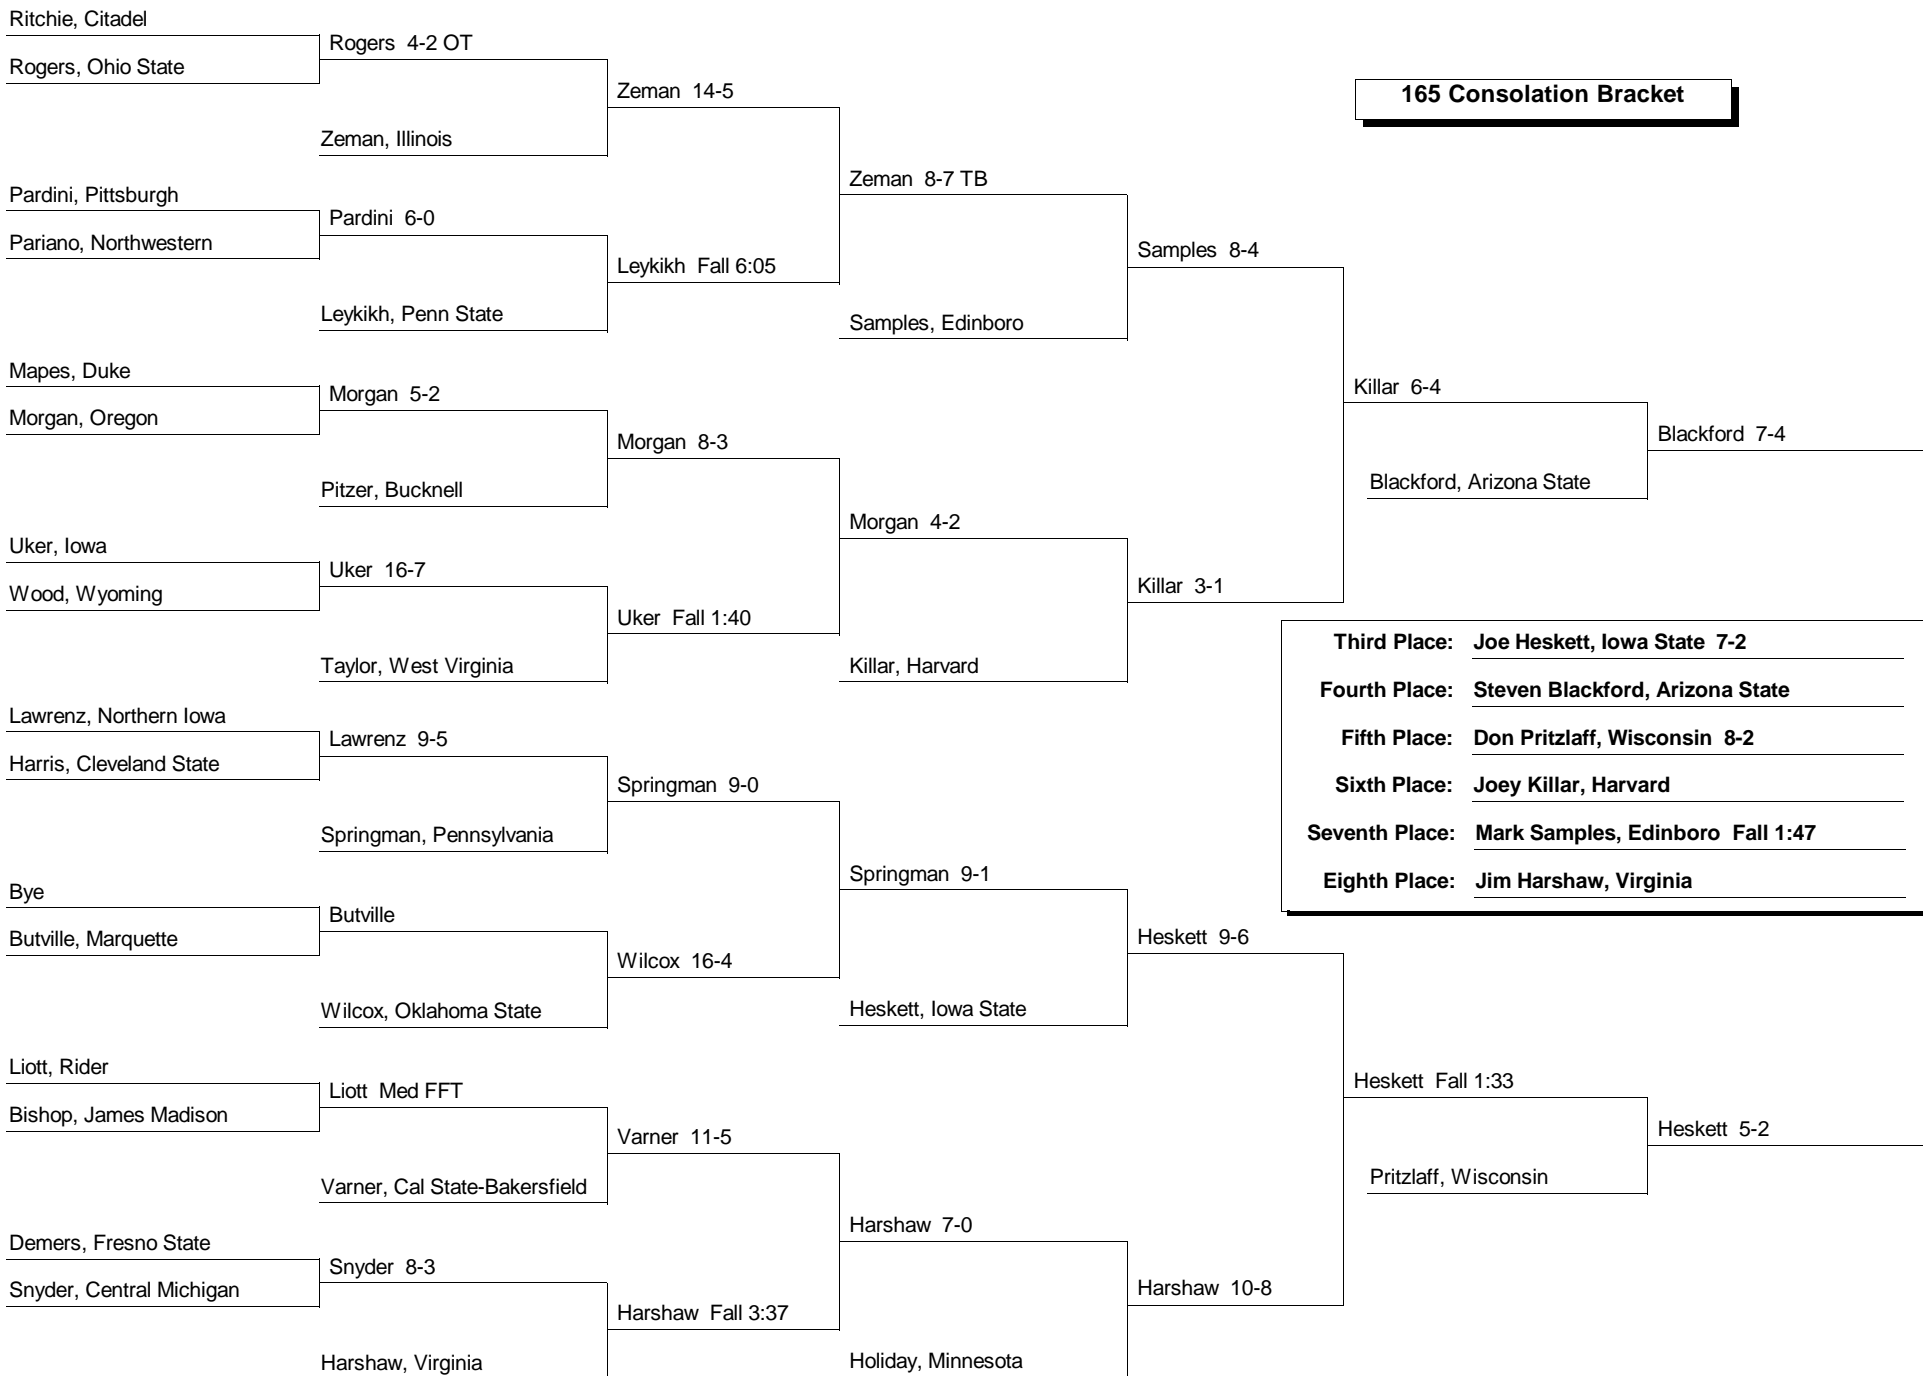 Ritchie, Citadel
Rogers, Ohio State
Pardini, Pittsburgh
Pariano, Northwestern
Mapes, Duke
Morgan, Oregon
Uker, Iowa
Wood, Wyoming
Lawrenz, Northern Iowa
Harris, Cleveland State
Bye
Butville, Marquette
Liott, Rider
Bishop, James Madison
Demers, Fresno State
Snyder, Central Michigan
Rogers 4-2 OT
Zeman, Illinois
Pardini 6-0
Leykikh, Penn State
Morgan 5-2
Pitzer, Bucknell
Uker 16-7
Taylor, West Virginia
Lawrenz 9-5
Springman, Pennsylvania
Butville
Wilcox, Oklahoma State
Liott Med FFT
Varner, Cal State-Bakersfield
Snyder 8-3
Harshaw, Virginia
Zeman 14-5
Leykikh Fall 6:05
Morgan 8-3
Uker Fall 1:40
Springman 9-0
Wilcox 16-4
Varner 11-5
Harshaw Fall 3:37
Zeman 8-7 TB
Samples, Edinboro
Morgan 4-2
Killar, Harvard
Springman 9-1
Heskett, Iowa State
Harshaw 7-0
Holiday, Minnesota
Samples 8-4
Killar 3-1
Heskett 9-6
Harshaw 10-8
165 Consolation Bracket
Killar 6-4
Blackford, Arizona State
Heskett Fall 1:33
Pritzlaff, Wisconsin
Blackford 7-4
Heskett 5-2
Third Place: Joe Heskett, Iowa State 7-2
Fourth Place: Steven Blackford, Arizona State
Fifth Place: Don Pritzlaff, Wisconsin 8-2
Sixth Place: Joey Killar, Harvard
Seventh Place: Mark Samples, Edinboro Fall 1:47
Eighth Place: Jim Harshaw, Virginia